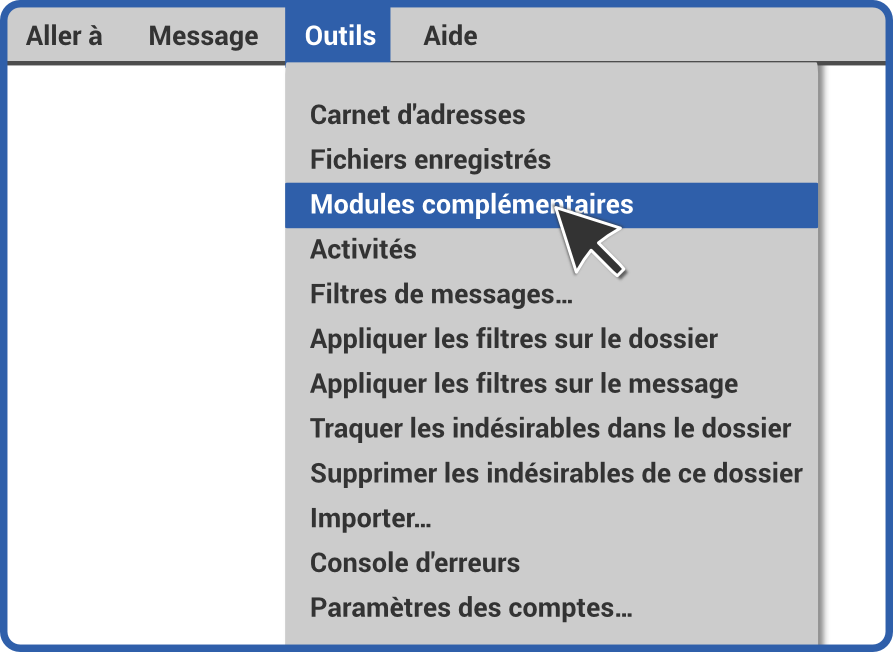 Aller à Message Outils Aide
Carnet d'adresses
Fichiers enregistrés
Modules complémentaires
Activités
Filtres de messages…
Appliquer les filtres sur le dossier
Appliquer les filtres sur le message
Traquer les indésirables dans le dossier
Supprimer les indésirables de ce dossier
Importer…
Console d'erreurs
Paramètres des comptes…